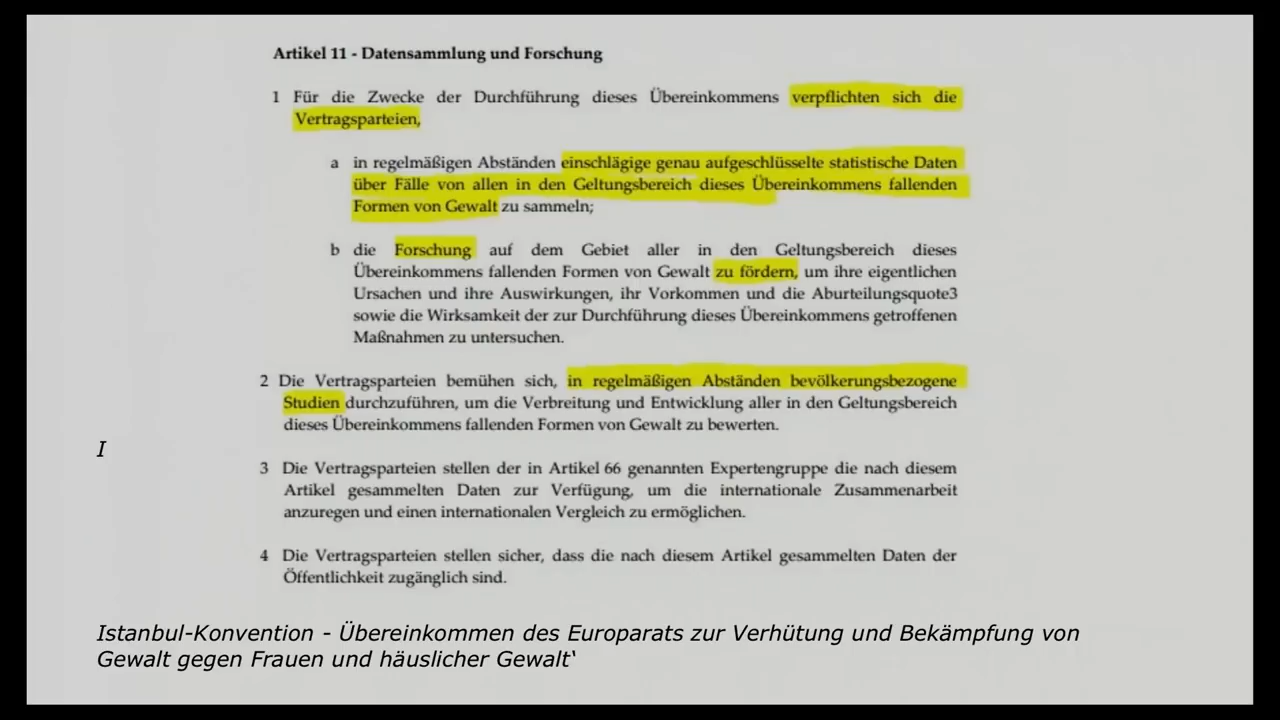 Artikel 11 - Datensammlung und Forschung
1 Für die Zwecke der Durchführung dieses Übereinkommens verpflichten sich die
Vertragsparteien,
a in regelmäßigen Abständen einschlägige genau aufgeschlüsselte statistische Daten
über Fälle von allen in den Geltungsbereich dieses Übereinkommens fallenden
Formen von Gewalt zu sammeln;
b die Forschung auf dem Gebiet aller in den Geltungsbereich dieses
Übereinkommens fallenden Formen von Gewalt zu fördern, um ihre eigentlichen
Ursachen und ihre Auswirkungen, ihr Vorkommen und die Aburteilungsquote3
sowie die Wirksamkeit der zur Durchführung dieses Übereinkommens getroffenen
Maßnahmen zu untersuchen.
2 Die Vertragsparteien bemühen sich, in regelmäßigen Abständen bevölkerungsbezogene
Studien durchzuführen, um die Verbreitung und Entwicklung aller in den Geltungsbereich
dieses Übereinkommens fallenden Formen von Gewalt zu bewerten.
I
3 Die Vertragsparteien stellen der in Artikel 66 genannten Expertengruppe die nach diesem
Artikel gesammelten Daten zur Verfügung, um die internationale Zusammenarbeit
anzuregen und einen internationalen Vergleich zu ermöglichen.
4 Die Vertragsparteien stellen sicher, dass die nach diesem Artikel gesammelten Daten der
Öffentlichkeit zugänglich sind.
Istanbul-Konvention - Übereinkommen des Europarats zur Verhütung und Bekämpfung von
Gewalt gegen Frauen und häuslicher Gewalt‘